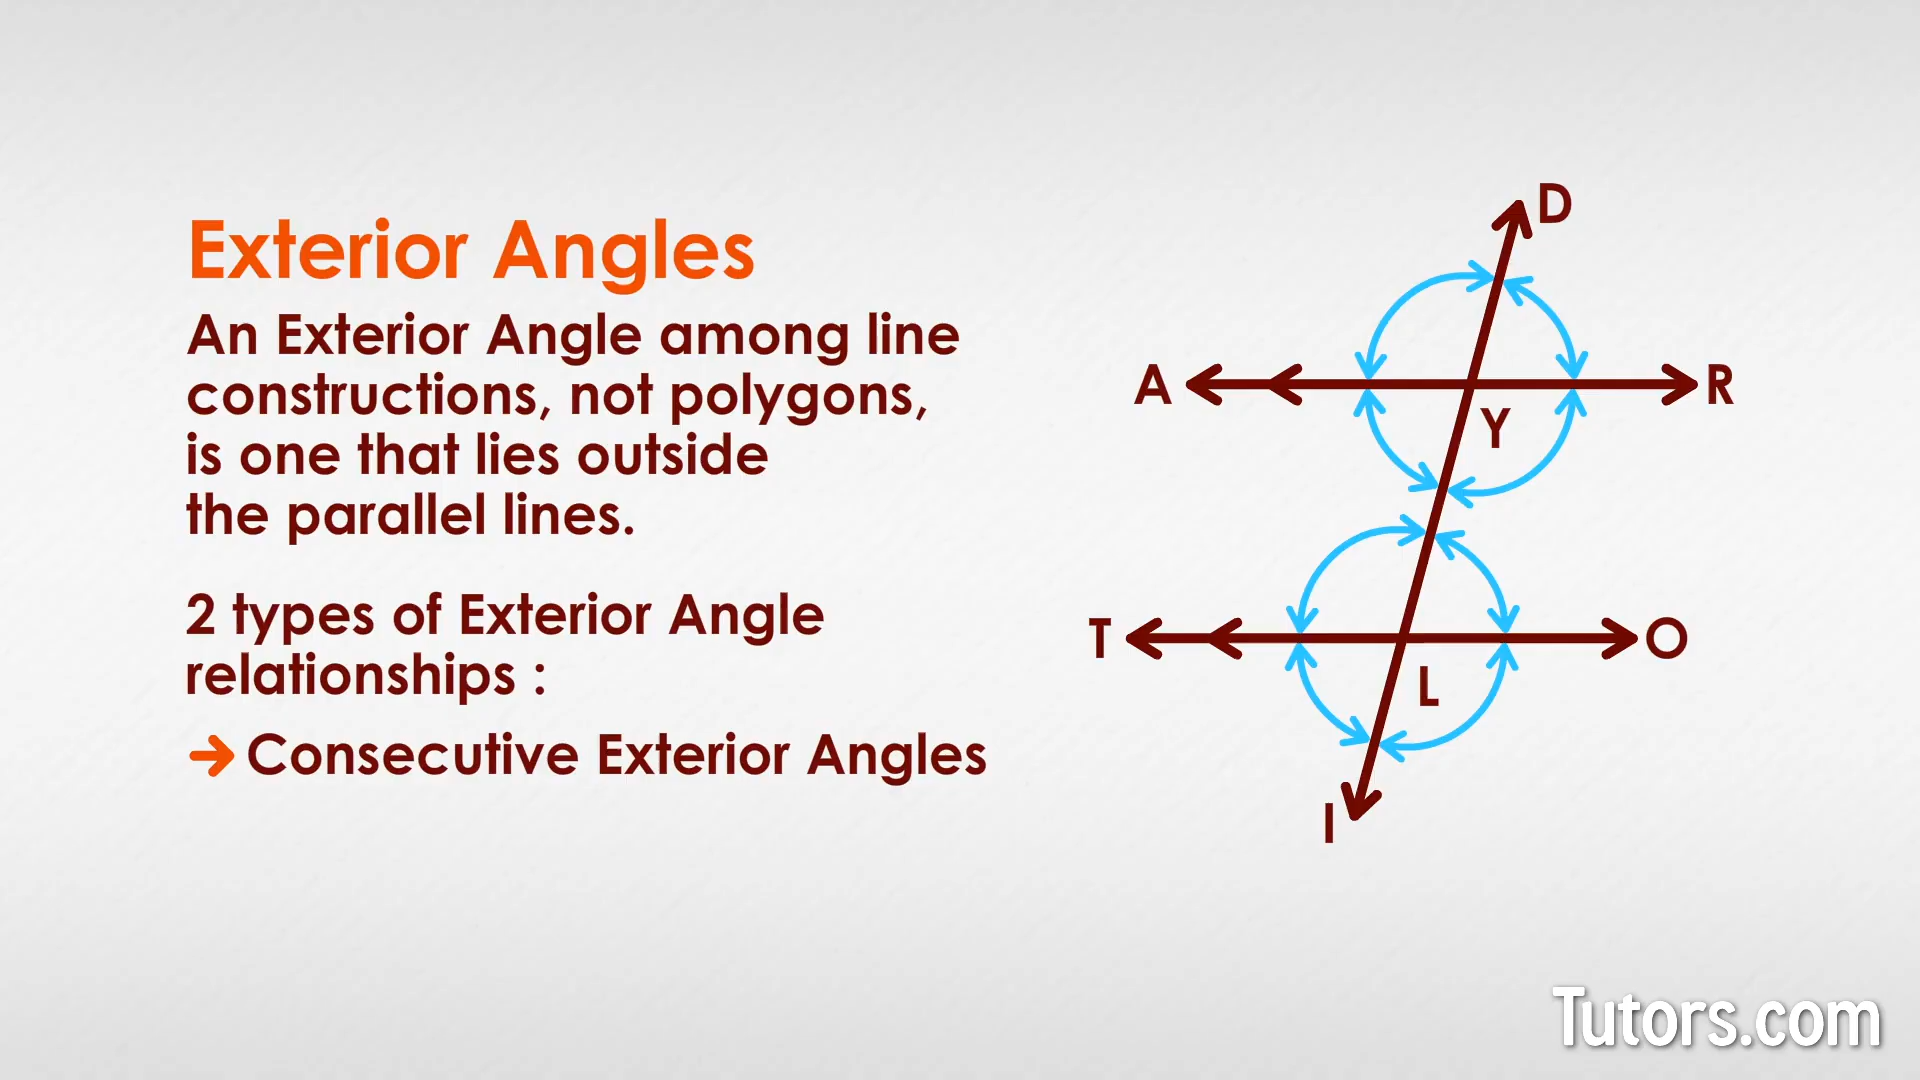 Exterior Angles
An Exterior Angle among line
constructions, not polygons,
is one that lies outside
the parallel lines.
2 types of Exterior Angle
relationships :
Consecutive Exterior Angles
D
A
R
Y
T
O
L
I
Tutors.com